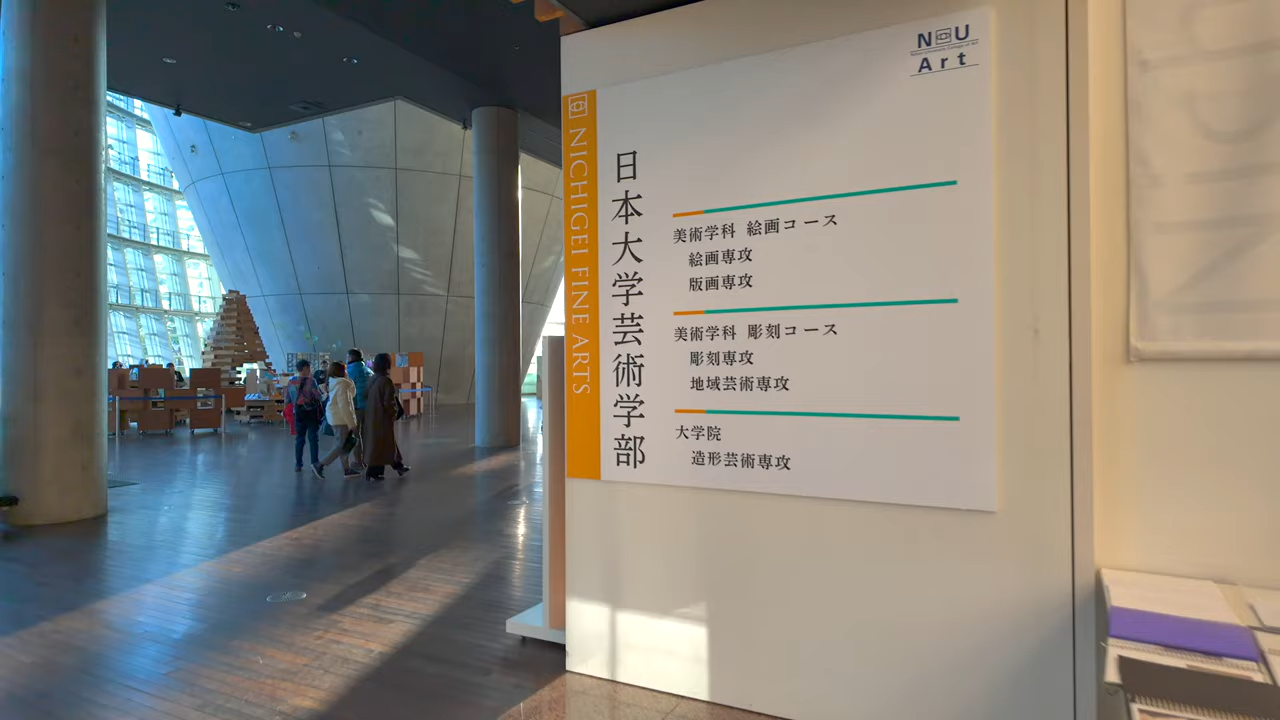 NU
Art
NICHIGEI FINE ARTS
日本大学芸術学部
美術学科 絵画コース
絵画専攻
版画専攻
美術学科 彫刻コース
彫刻専攻
地域芸術専攻
大学院
造形芸術専攻